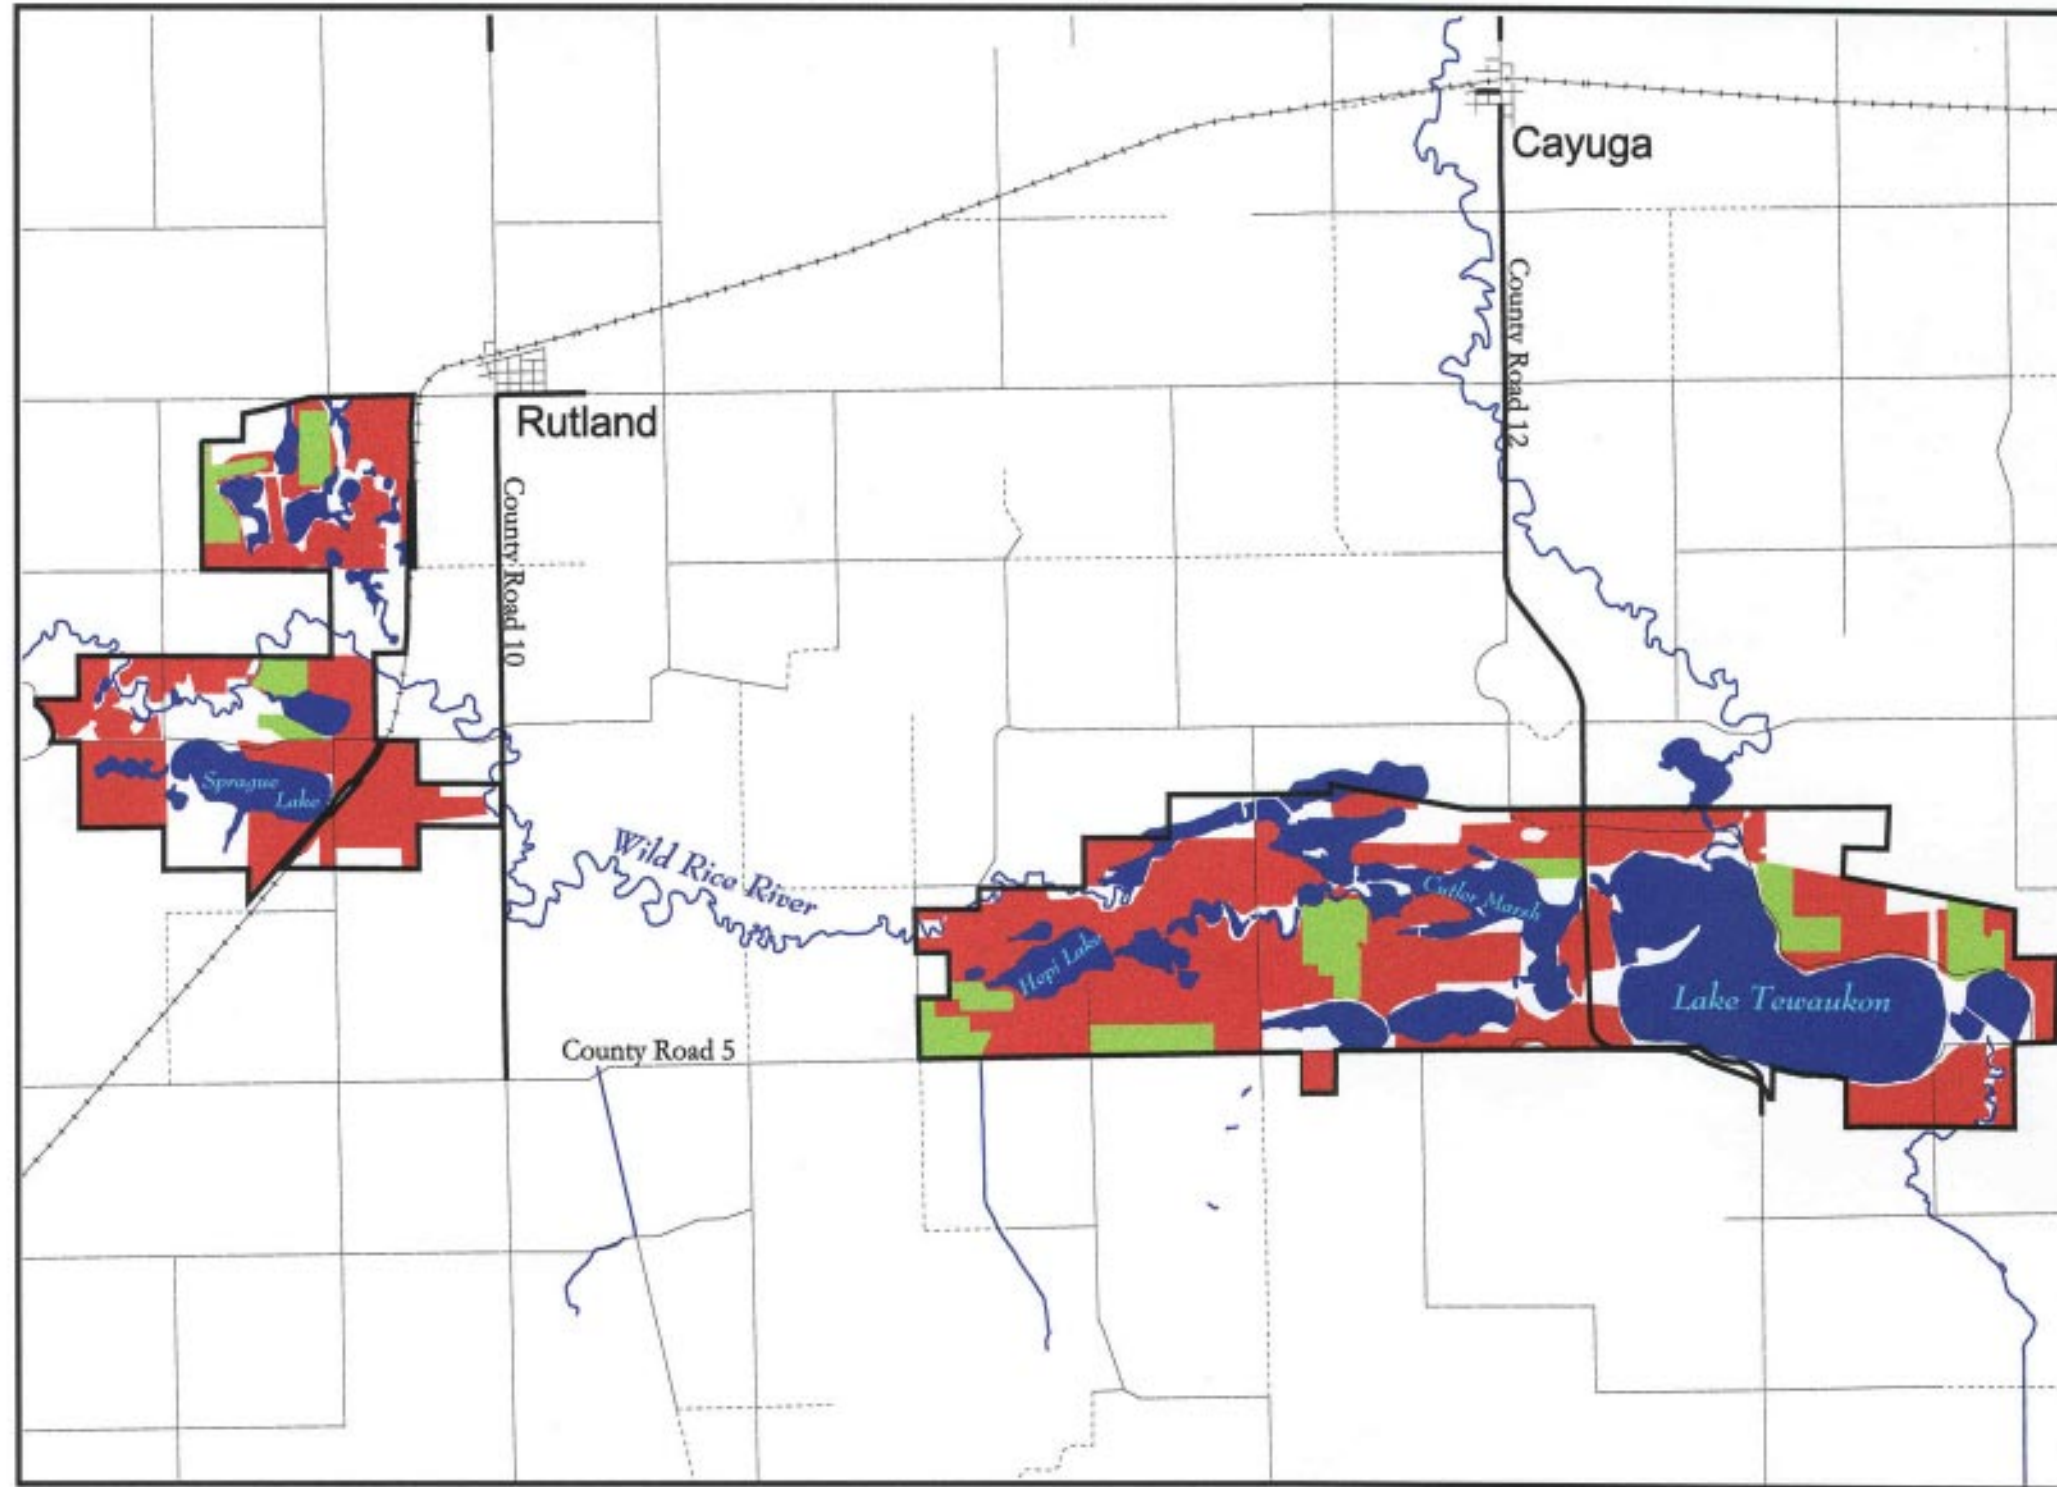 Cayuga
County Road 12
Rutland
County Road 10
Sprague
Lake
Wild Rice River
Cutler Marsh
Hepi Lake
Lake Tewaukon
County Road 5